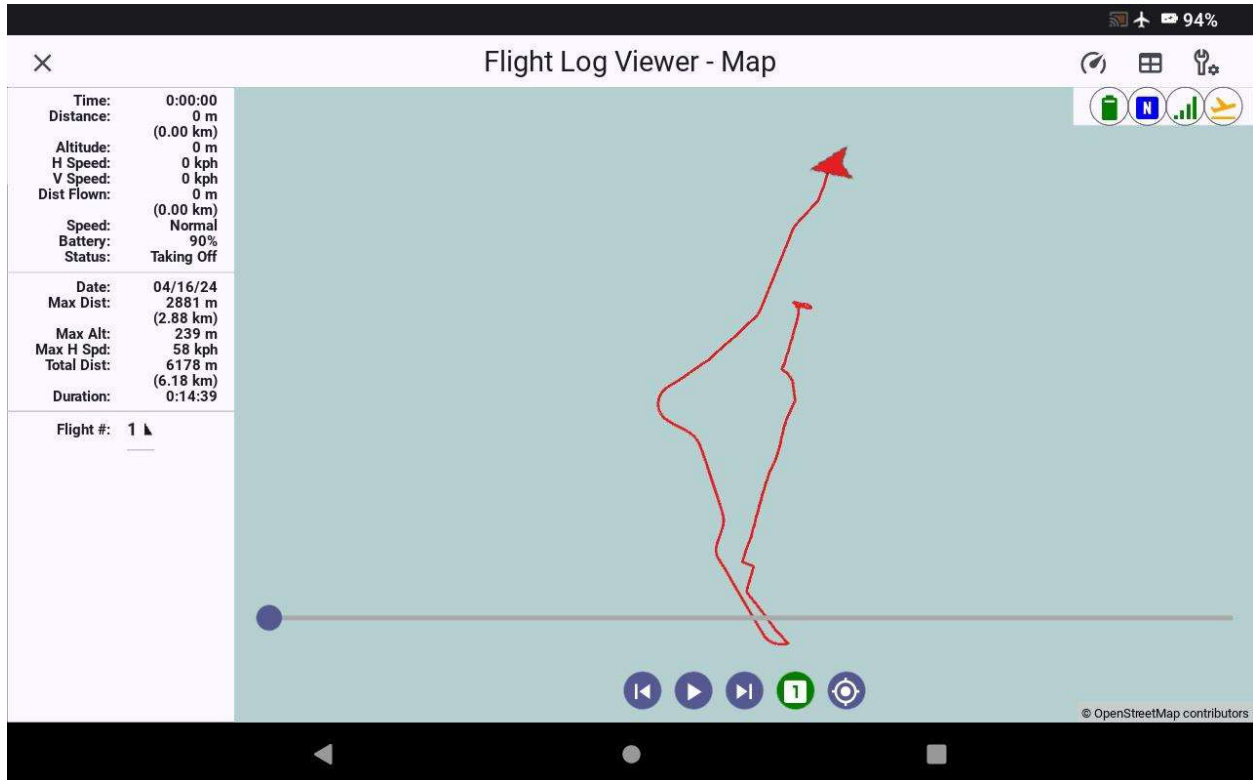 94%
Flight Log Viewer - Map
Time: 0:00:00
Distance: 0 m
(0.00 km)
Altitude: 0 m
H Speed: 0 kph
V Speed: 0 kph
Dist Flown: 0 m
(0.00 km)
Speed: Normal
Battery: 90%
Status: Taking Off
Date: 04/16/24
Max Dist: 2881 m
(2.88 km)
Max Alt: 239 m
Max H Spd: 58 kph
Total Dist: 6178 m
(6.18 km)
Duration: 0:14:39
Flight #: 1
N
1
© OpenStreetMap contributors